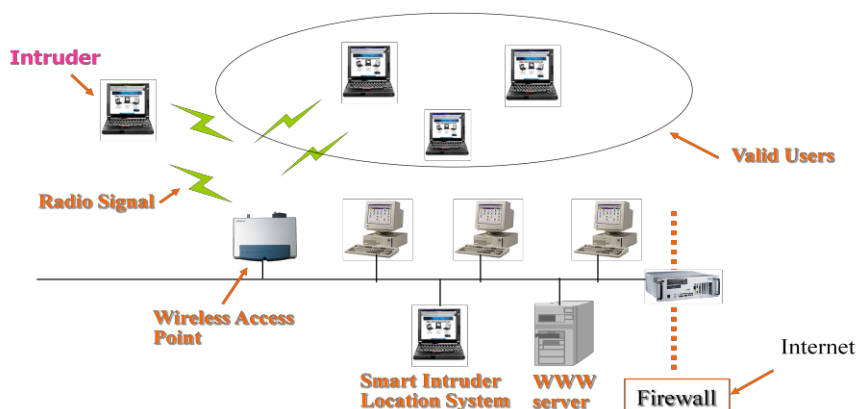 Intruder
Valid Users
Radio Signal
Wireless Access
Point
Internet
Smart Intruder
Location System
WWW
server
Firewall